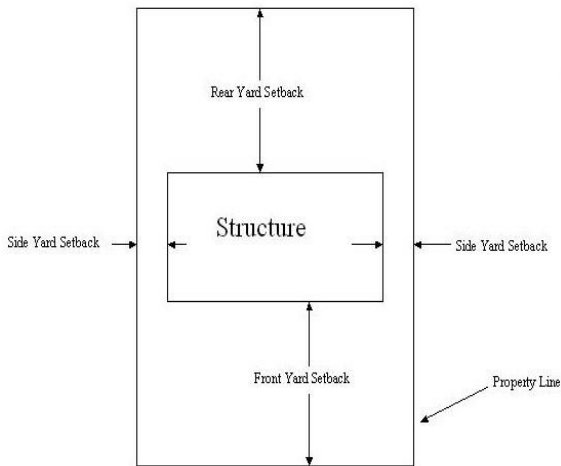 Rear Yard Setback
Structure
Side Yard Setback
Side Yard Setback
Front Yard Setback
Property Line